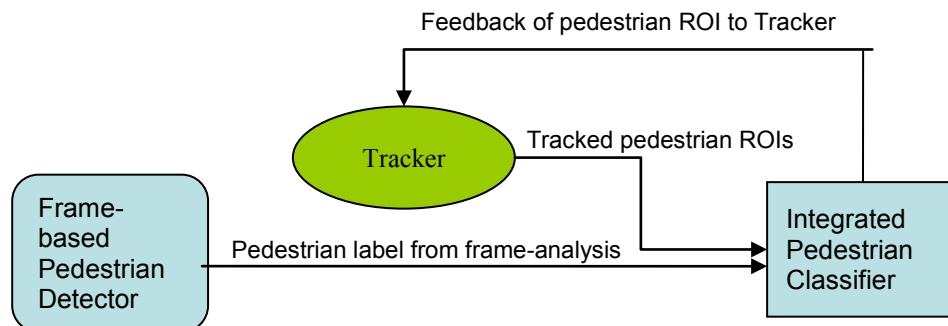 Feedback of pedestrian ROI to Tracker
Tracker
Tracked pedestrian ROIs
Frame-
based
Pedestrian
Detector
Pedestrian label from frame-analysis
Integrated
Pedestrian
Classifier